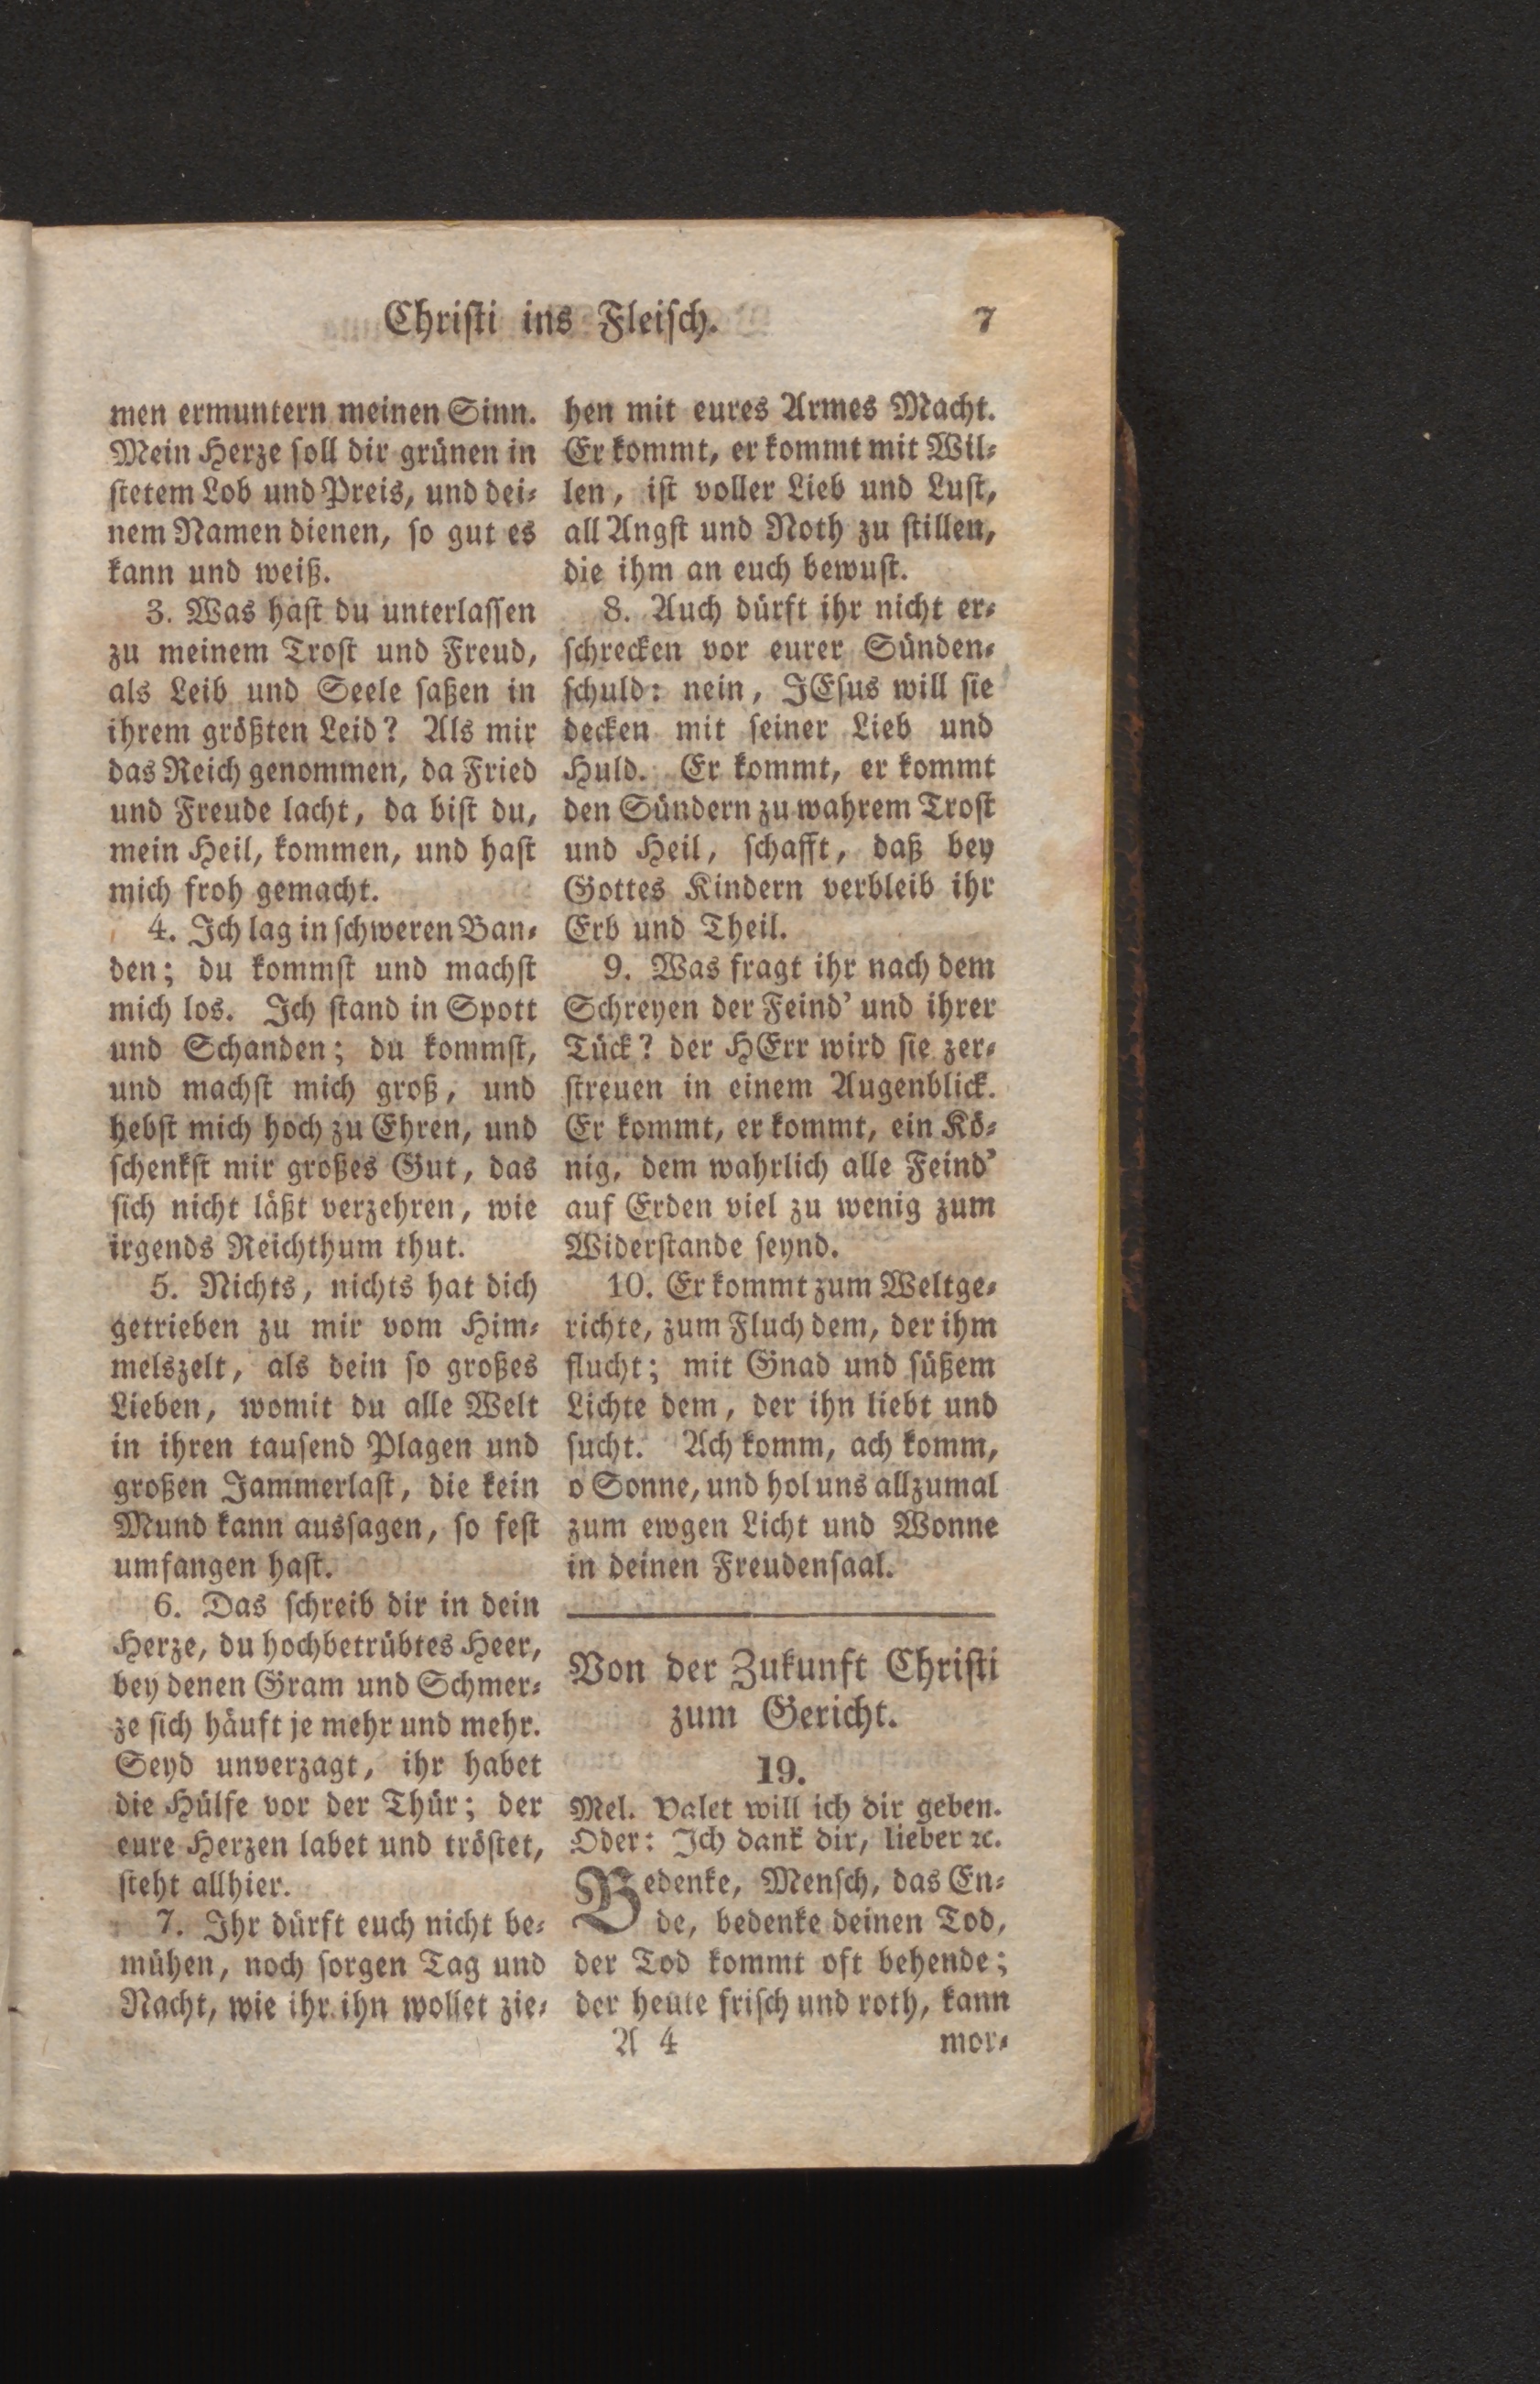 Christi ins Fleisch. 7
men ermuntern meinen Sinn.
Mein Herze soll dir grünen in
stetem Lob und Preis, und dei-
nem Namen dienen, so gut es
kann und weiß.
3. Was hast du unterlassen
zu meinem Trost und Freud,
als Leib und Seele saßen in
ihrem größten Leid? Als mir
das Reich genommen, da Fried
und Freude lacht, da bist du,
mein Heil, kommen, und hast
mich froh gemacht.
4. Ich lag in schweren Ban-
den; du kommst und machst
mich los. Ich stand in Spott
und Schanden; du kommst,
und machst mich groß, und
hebst mich hoch zu Ehren, und
schenkst mir großes Gut, das
sich nicht läßt verzehren, wie
irgends Reichthum thut.
5. Nichts, nichts hat dich
getrieben zu mir vom Him-
melszelt, als dein so großes
Lieben, womit du alle Welt
in ihren tausend Plagen und
großen Jammerlast, die kein
Mund kann aussagen, so fest
umfangen hast.
6. Das schreib dir in dein
Herze, du hochbetrübtes Heer,
bey denen Gram und Schmer-
ze sich häuft je mehr und mehr.
Seyd unverzagt, ihr habet
die Hülfe vor der Thür; der
eure Herzen labet und tröstet,
steht allhier.
7. Ihr dürft euch nicht be-
mühen, noch sorgen Tag und
Nacht, wie ihr ihn wollet zie-
hen mit eures Armes Macht.
Er kommt, er kommt mit Wil-
len, ist voller Lieb und Lust,
all Angst und Noth zu stillen,
die ihm an euch bewust.
8. Auch dürft ihr nicht er-
schrecken vor eurer Sünden-
schuld: nein, JEsus will sie
decken mit seiner Lieb und
Huld. Er kommt, er kommt
den Sündern zu wahrem Trost
und Heil, schafft, daß bey
Gottes Kindern verbleib ihr
Erb und Theil.
9. Was fragt ihr nach dem
Schreyen der Feind' und ihrer
Tück? der HErr wird sie zer-
streuen in einem Augenblick.
Er kommt, er kommt, ein Kö-
nig, dem wahrlich alle Feind'
auf Erden viel zu wenig zum
Widerstande seynd.
10. Er kommt zum Weltge-
richte, zum Fluch dem, der ihm
flucht; mit Gnad und süßem
Lichte dem, der ihn liebt und
sucht. Ach komm, ach komm,
o Sonne, und hol uns allzumal
zum ewgen Licht und Wonne
in deinen Freudensaal.
Von der Zukunft Christi
zum Gericht.
19.
Mel. Valet will ich dir geben.
Oder: Ich dank dir, lieber ꝛc.
Bedenke, Mensch, das En-
de, bedenke deinen Tod,
der Tod kommt oft behende;
der heute frisch und roth, kann
A 4 mor-